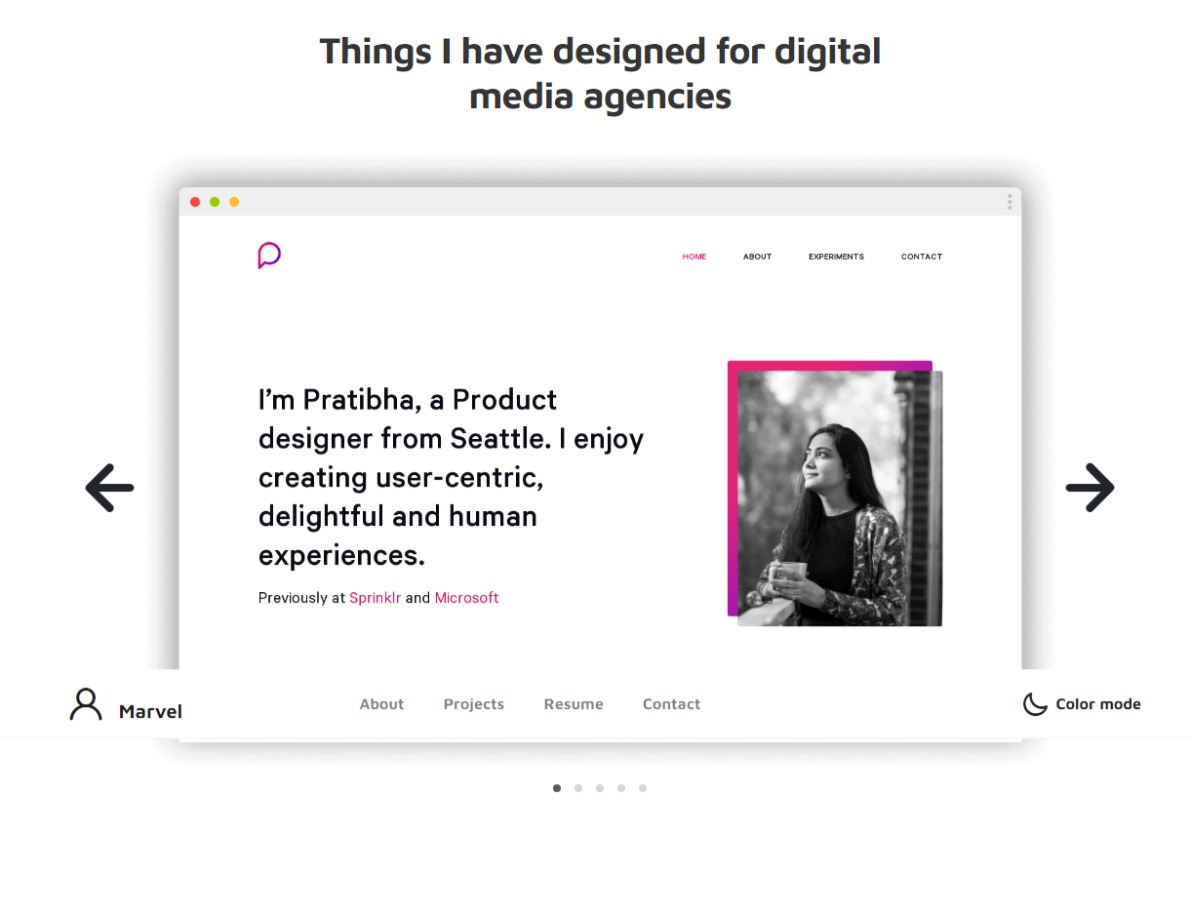 Things I have designed for digital
media agencies
HOME ABOUT EXPERIMENTS CONTACT
I’m Pratibha, a Product
designer from Seattle. I enjoy
creating user-centric,
delightful and human
experiences.
Previously at Sprinklr and Microsoft
Marvel About Projects Resume Contact Color mode